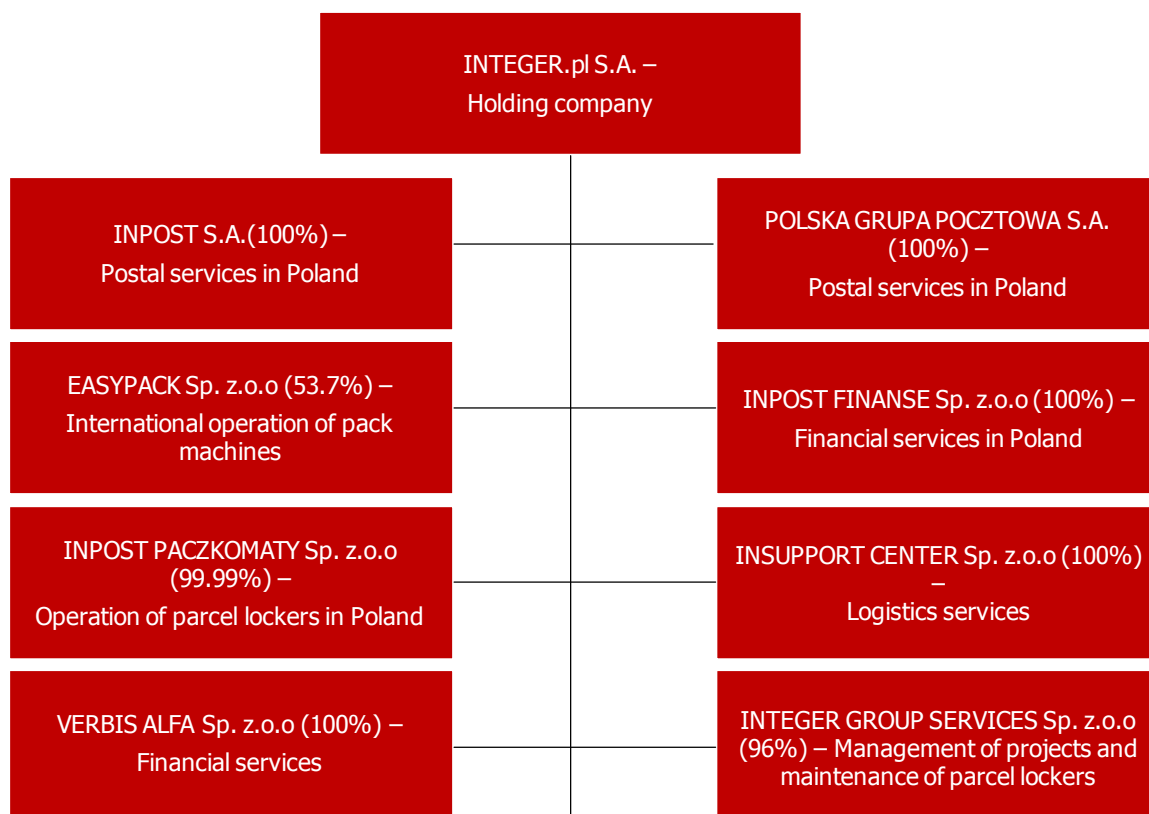 INTEGER.pl S.A. –
Holding company
INPOST S.A.(100%) –
Postal services in Poland
POLSKA GRUPA POCZTOWA S.A.
(100%) –
Postal services in Poland
EASYPACK Sp. z.o.o (53.7%) –
International operation of pack
machines
INPOST FINANSE Sp. z.o.o (100%) –
Financial services in Poland
INPOST PACZKOMATY Sp. z.o.o
(99.99%) –
Operation of parcel lockers in Poland
INSUPPORT CENTER Sp. z.o.o (100%)
–
Logistics services
VERBIS ALFA Sp. z.o.o (100%) –
Financial services
INTEGER GROUP SERVICES Sp. z.o.o
(96%) – Management of projects and
maintenance of parcel lockers